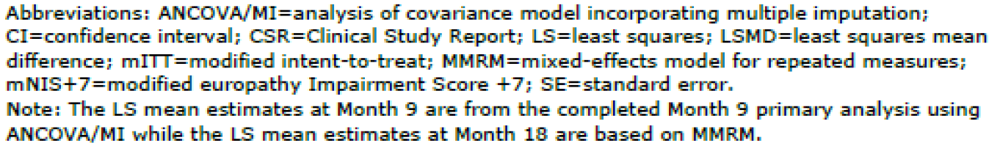 Abbreviations: ANCOVA/MI=analysis of covariance model incorporating multiple imputation;
CI=confidence interval; CSR=Clinical Study Report; LS=least squares; LSMD=least squares mean
difference; mITT=modified intent-to-treat; MMRM=mixed-effects model for repeated measures;
mNIS+7=modified europathy Impairment Score +7; SE=standard error.
Note: The LS mean estimates at Month 9 are from the completed Month 9 primary analysis using
ANCOVA/MI while the LS mean estimates at Month 18 are based on MMRM.